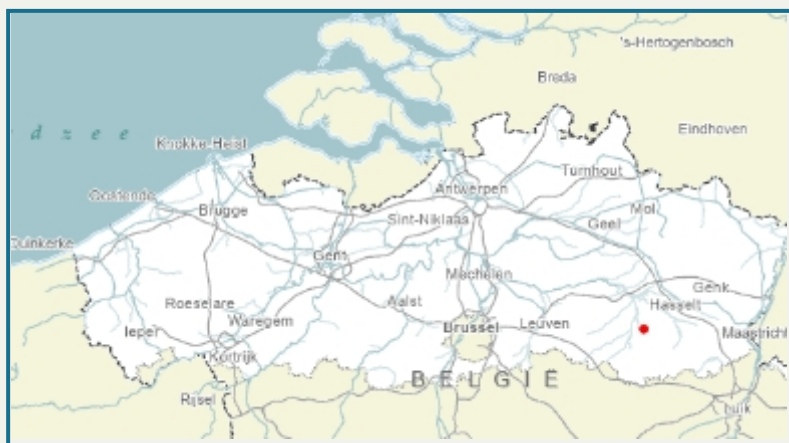 's-Hertogenbosch
Breda
dzee
Eindhoven
Knokke-Heist
Turnhout
Antwerpen
Oostende
Mol
Brugge
Sint-Niklaas
Geel
Duinkerke
Gent
Mechelen
Genk
Roeselare
Aalst
Hasselt
Waregem
Ieper
Brussel
Leuven
Maastricht
Kortrijk
BELGIË
Rijsel
Luik